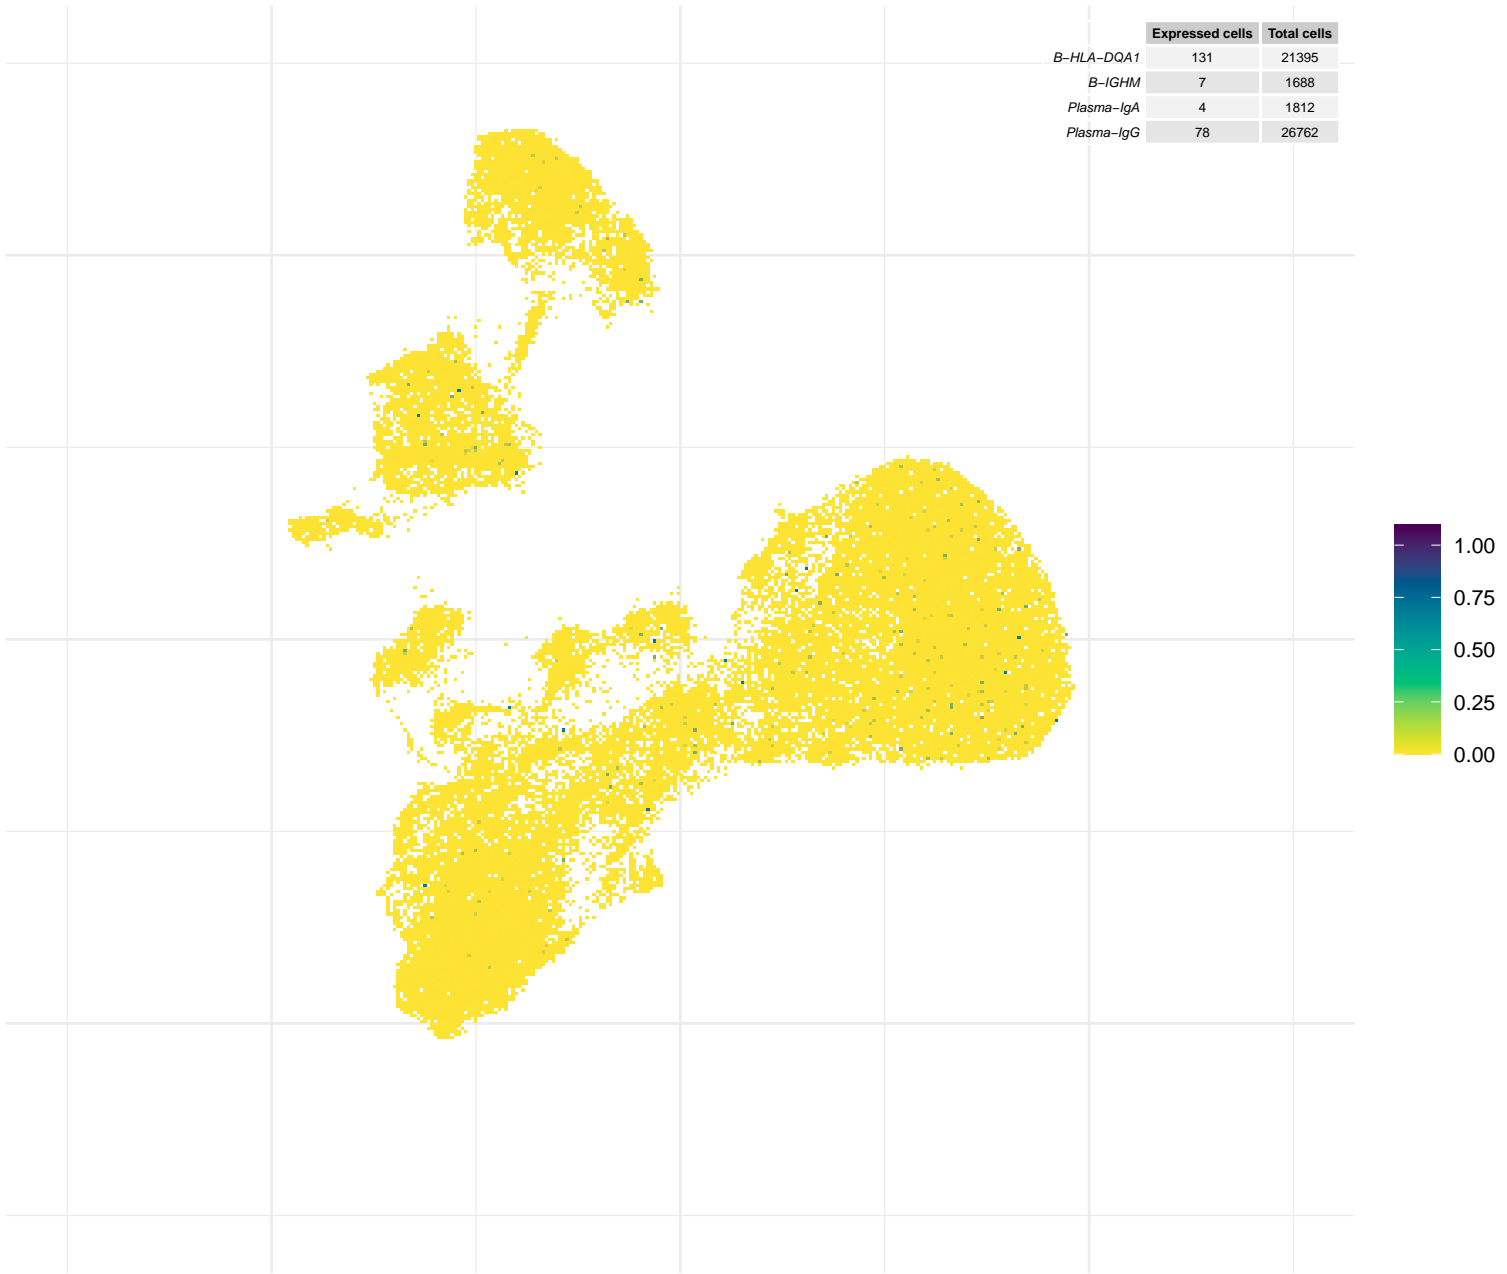 Expressed cells Total cells
B−HLA−DQA1 131 21395
B−IGHM 7 1688
Plasma−IgA 4 1812
Plasma−IgG 78 26762
1.00
0.75
0.50
0.25
0.00